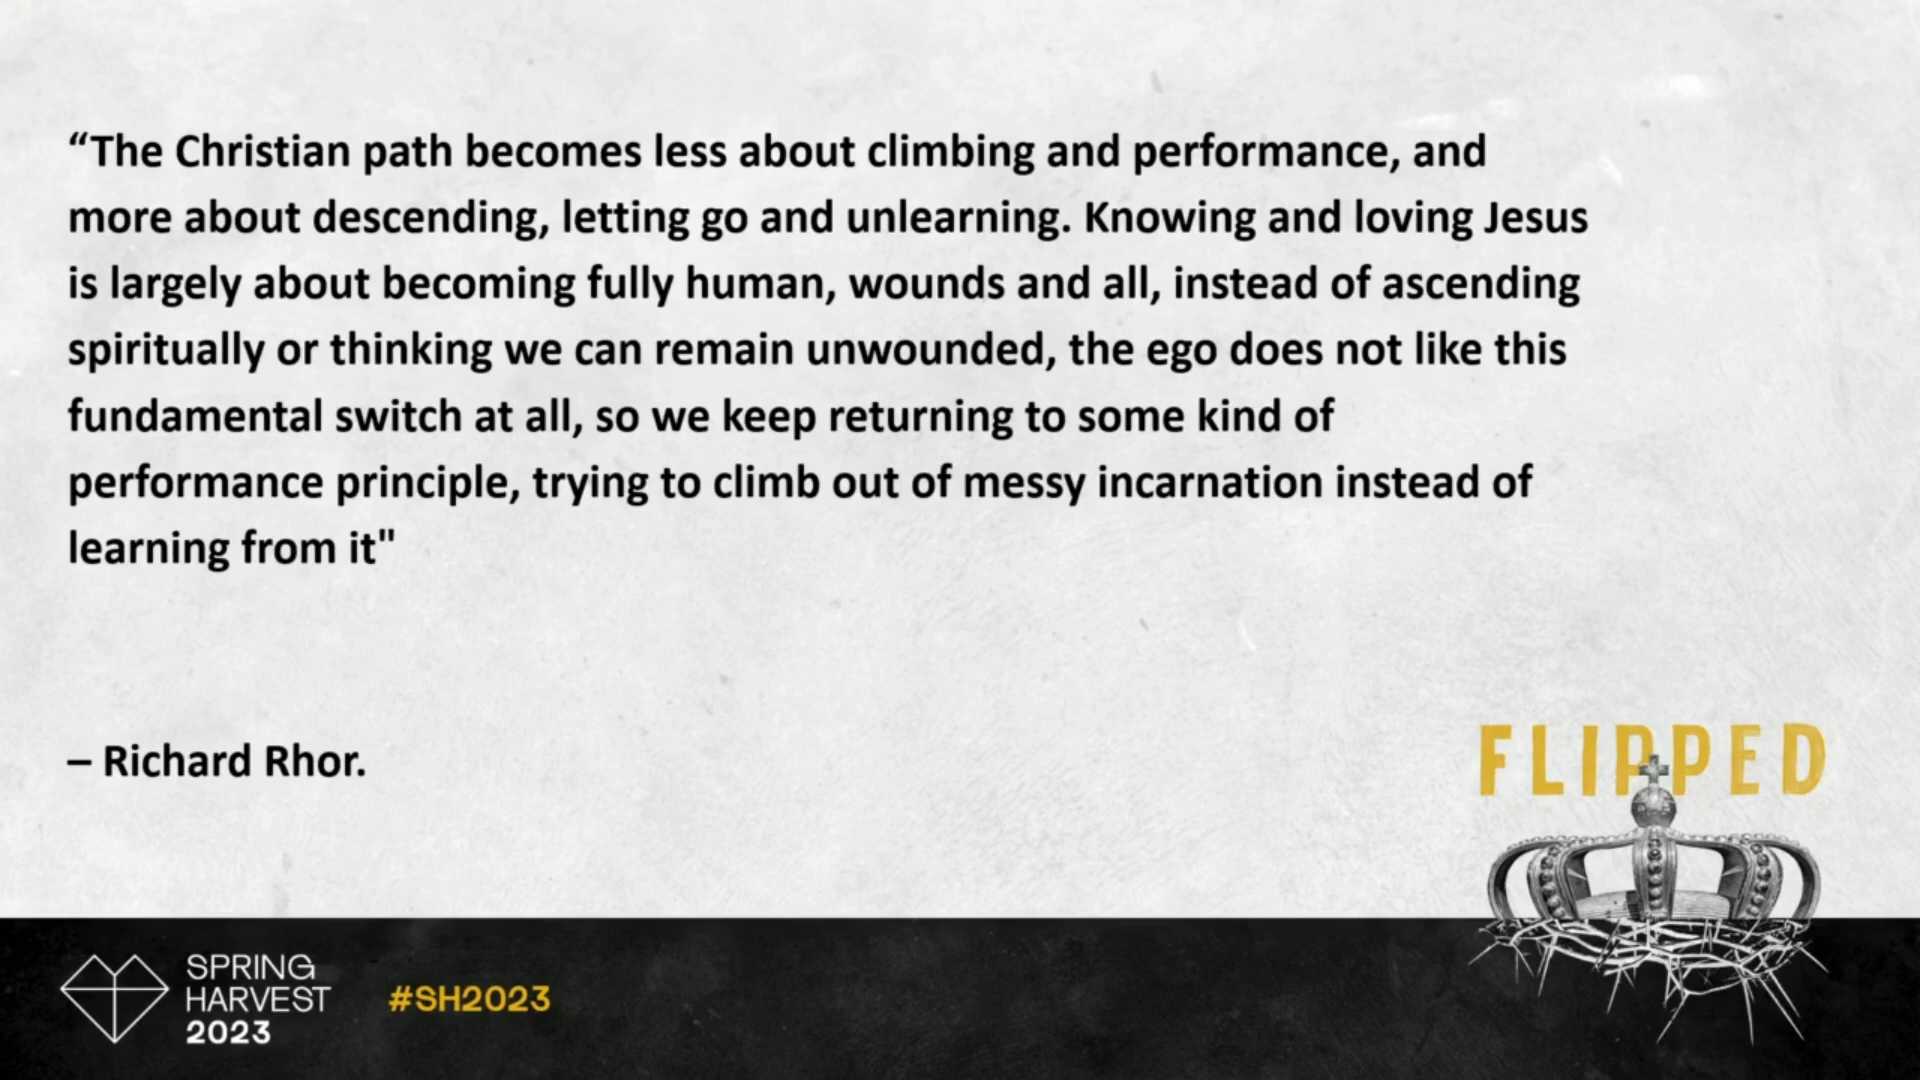 “The Christian path becomes less about climbing and performance, and
more about descending, letting go and unlearning. Knowing and loving Jesus
is largely about becoming fully human, wounds and all, instead of ascending
spiritually or thinking we can remain unwounded, the ego does not like this
fundamental switch at all, so we keep returning to some kind of
performance principle, trying to climb out of messy incarnation instead of
learning from it"
– Richard Rhor.
FLIPPED
SPRING
HARVEST
2023
#SH2023